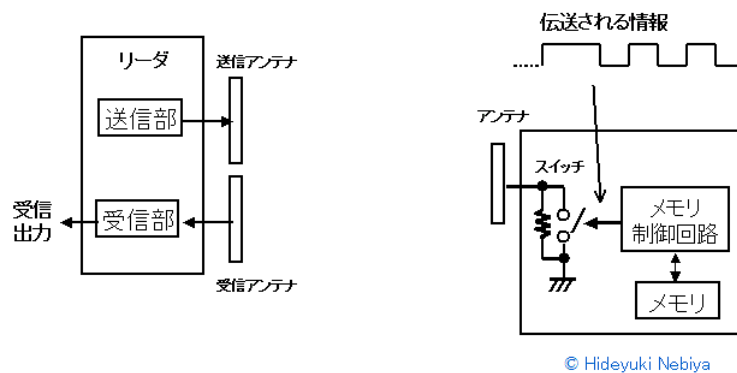 伝送される情報
リーダ
送信アンテナ
送信部
アンテナ
スイッチ
受信
出力
受信部
メモリ
制御回路
受信アンテナ
メモリ
© Hideyuki Nebiya